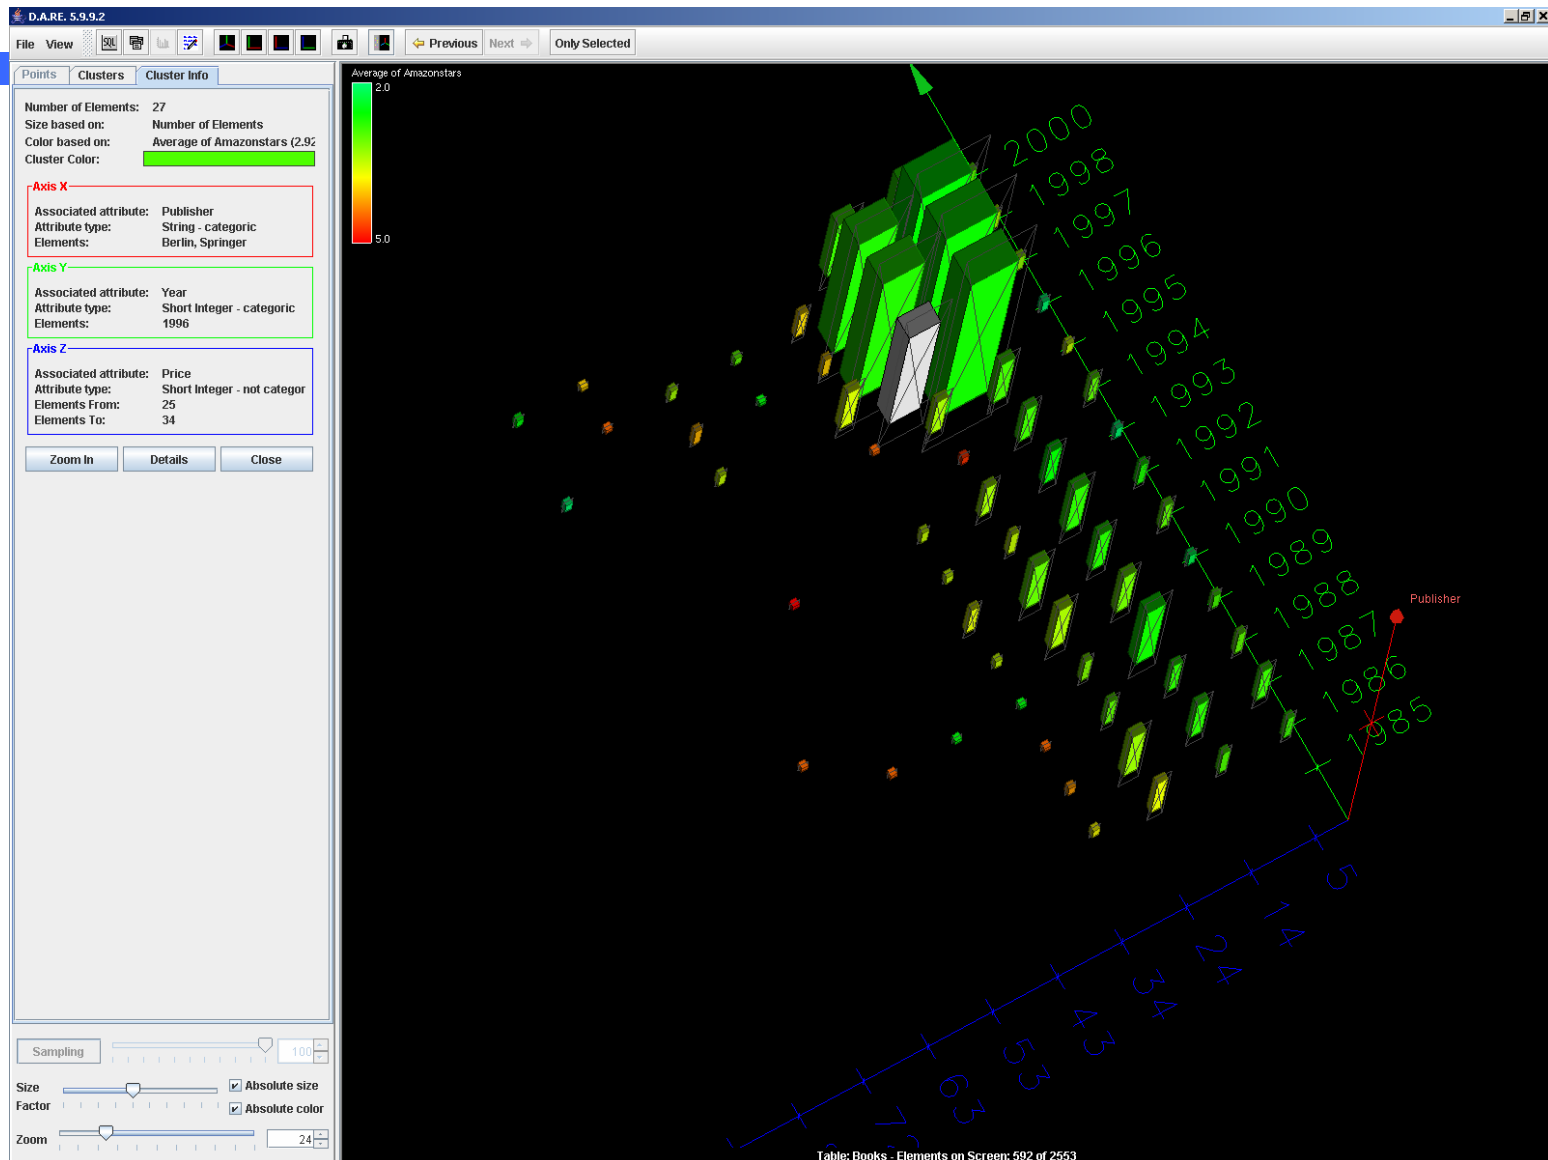 D.A.RE. 5.9.9.2
File View SQL Previous Next Only Selected
Points Clusters Cluster Info
Number of Elements: 27
Size based on: Number of Elements
Color based on: Average of Amazonstars (2.92
Cluster Color:
Axis X
Associated attribute: Publisher
Attribute type: String - categoric
Elements: Berlin, Springer
Axis Y
Associated attribute: Year
Attribute type: Short Integer - categoric
Elements: 1996
Axis Z
Associated attribute: Price
Attribute type: Short Integer - not categor
Elements From: 25
Elements To: 34
Zoom In Details Close
Sampling 100
Size
Factor
Absolute size
Absolute color
Zoom 24
Average of Amazonstars
2.0
5.0
2000
1998
1997
1996
1995
1994
1993
1992
1991
1990
1989
1988
1987
1986
1985
Publisher
5
14
24
34
43
53
63
Table: Books - Elements on Screen: 592 of 2553